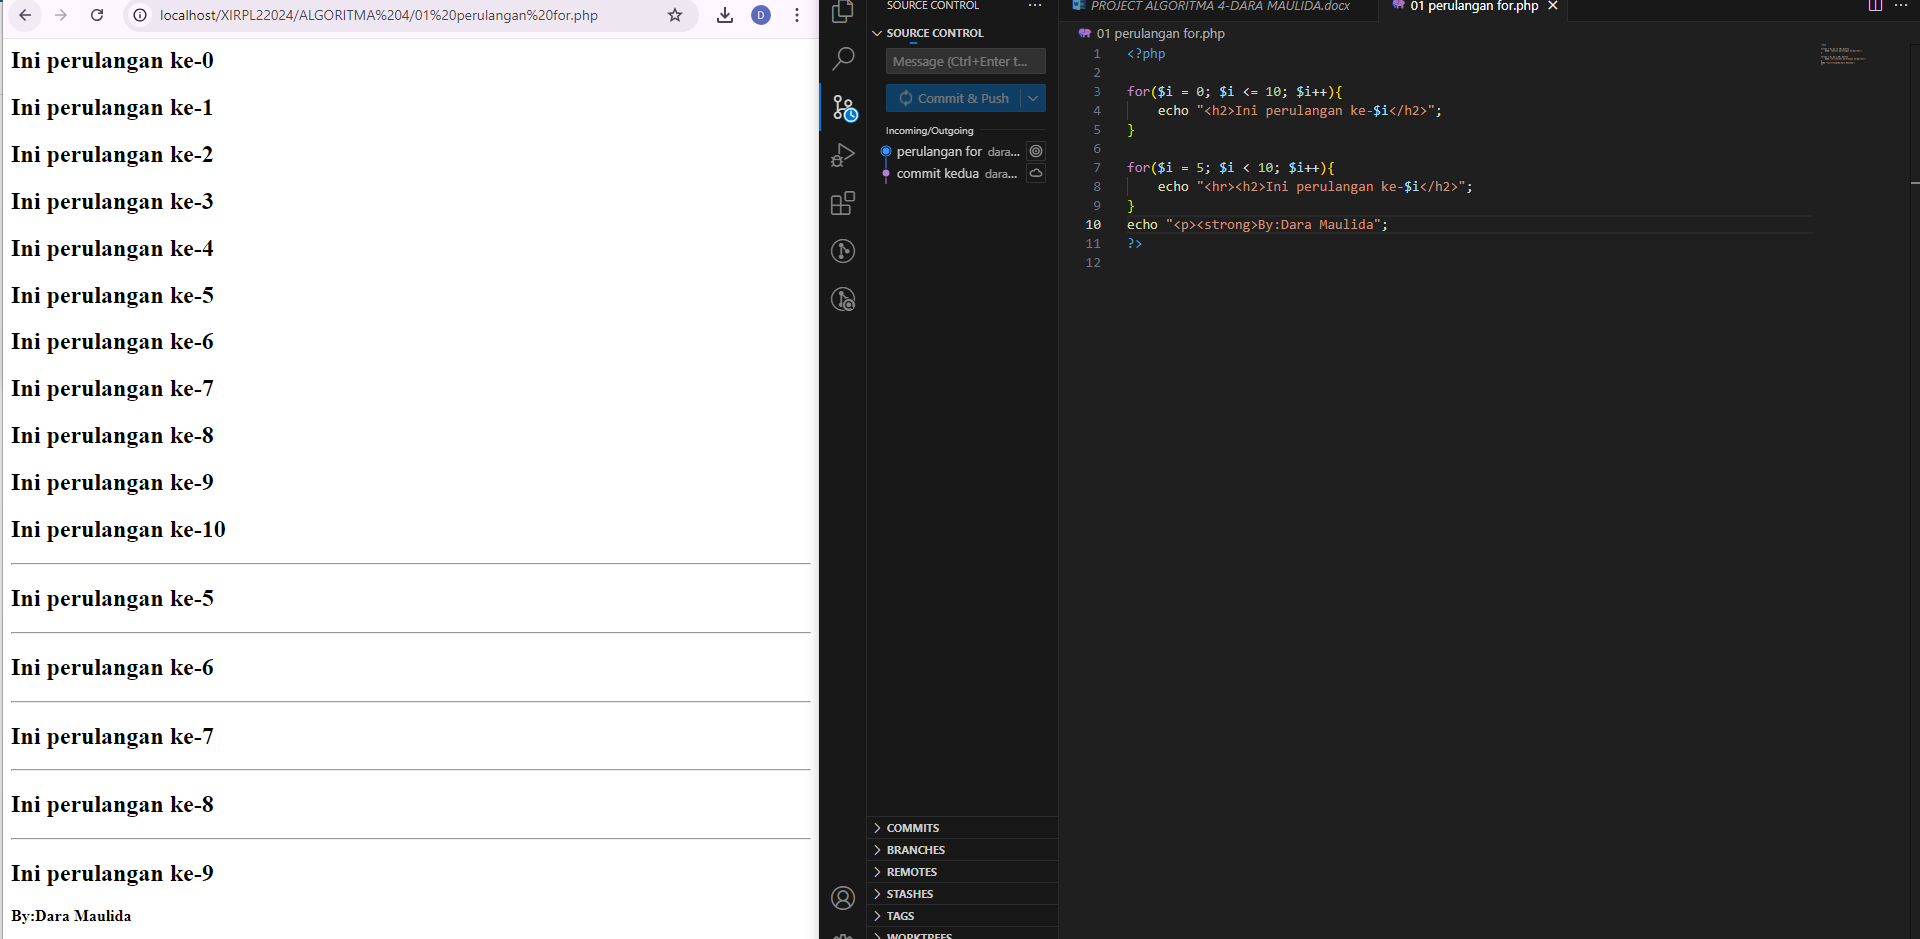 localhost/XIRPL22024/ALGORITMA%204/01%20perulangan%20for.php
D
Ini perulangan ke-0
Ini perulangan ke-1
Ini perulangan ke-2
Ini perulangan ke-3
Ini perulangan ke-4
Ini perulangan ke-5
Ini perulangan ke-6
Ini perulangan ke-7
Ini perulangan ke-8
Ini perulangan ke-9
Ini perulangan ke-10
Ini perulangan ke-5
Ini perulangan ke-6
Ini perulangan ke-7
Ini perulangan ke-8
Ini perulangan ke-9
By:Dara Maulida
SOURCE CONTROL
SOURCE CONTROL
Message (Ctrl+Enter t...
Commit & Push
Incoming/Outgoing
perulangan for dara...
commit kedua dara...
COMMITS
BRANCHES
REMOTES
STASHES
TAGS
WORKTREES
PROJECT ALGORITMA 4-DARA MAULIDA.docx
01 perulangan for.php
01 perulangan for.php
1 <?php
2
3 for($i = 0; $i <= 10; $i++){
4 echo "<h2>Ini perulangan ke-$i</h2>";
5 }
6
7 for($i = 5; $i < 10; $i++){
8 echo "<hr><h2>Ini perulangan ke-$i</h2>";
9 }
10 echo "<p><strong>By:Dara Maulida";
11 ?>
12